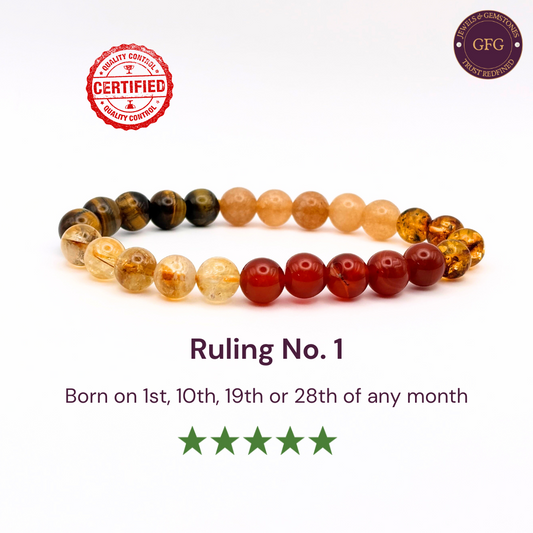 QUALITY CONTROL
CERTIFIED
QUALITY CONTROL
JEWELS & GEMSTONES
GFG
TRUST REDEFINED
Ruling No. 1
Born on 1st, 10th, 19th or 28th of any month